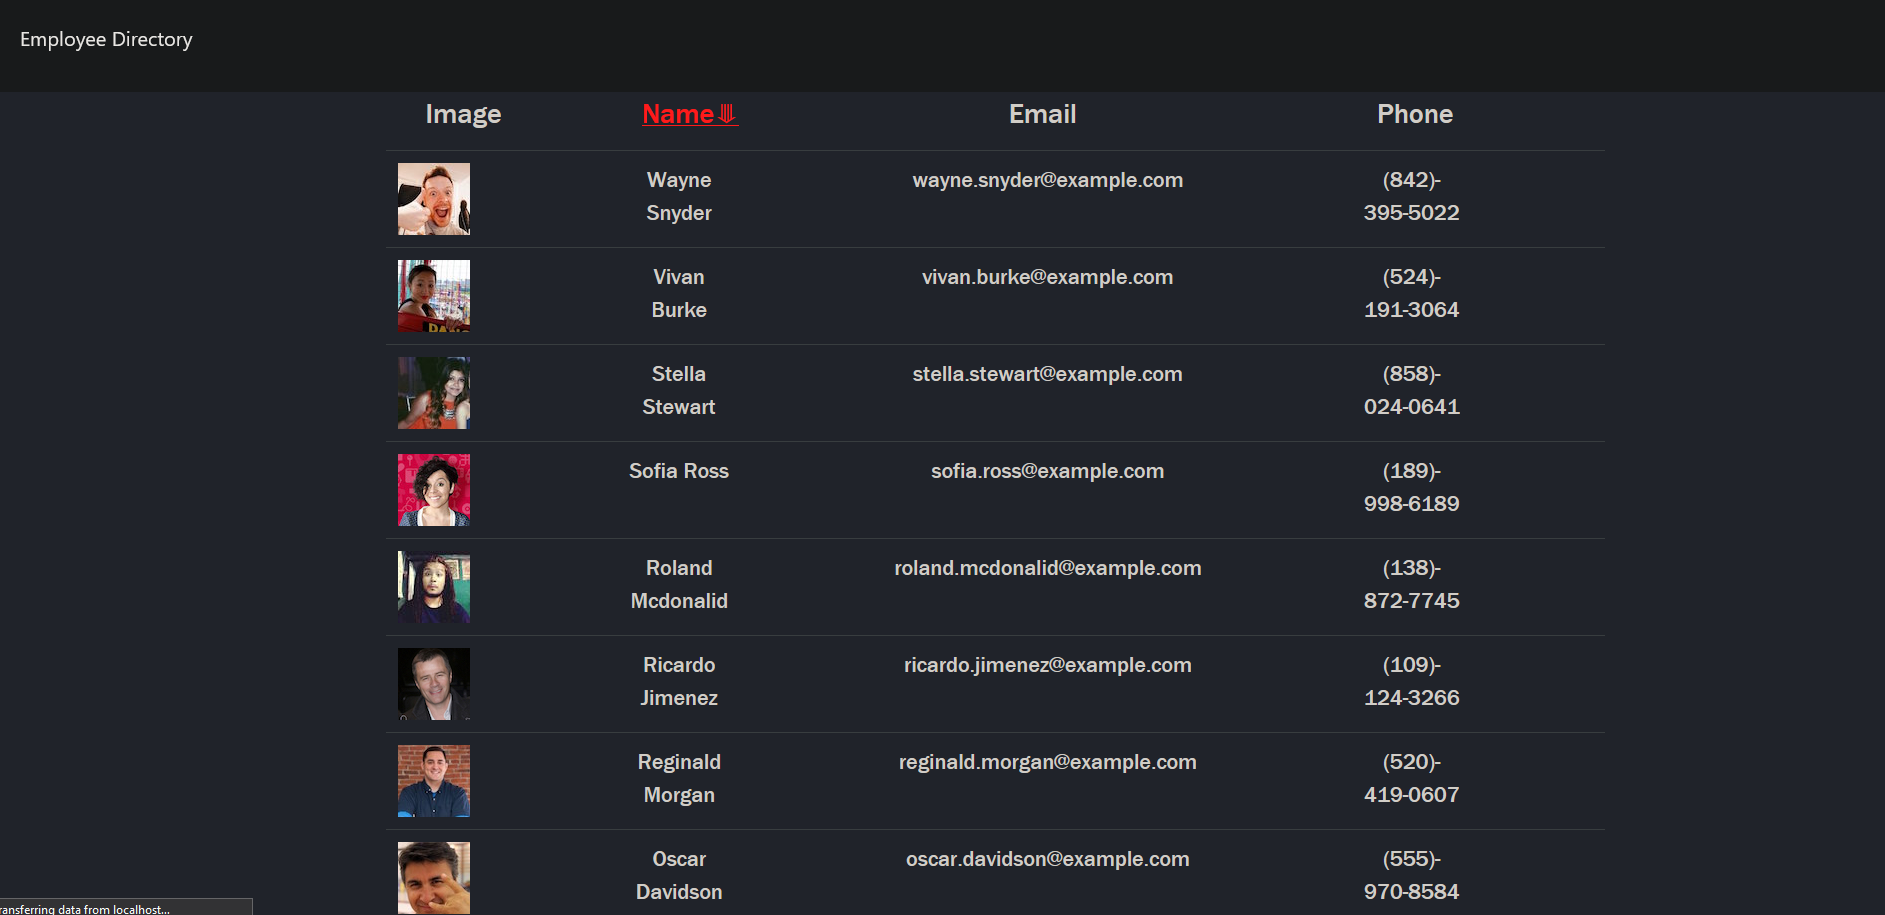 Employee Directory
Image Name⤋ Email Phone
Wayne Snyder wayne.snyder@example.com (842)-395-5022
Vivan Burke vivan.burke@example.com (524)-191-3064
Stella Stewart stella.stewart@example.com (858)-024-0641
Sofia Ross sofia.ross@example.com (189)-998-6189
Roland Mcdonalid roland.mcdonalid@example.com (138)-872-7745
Ricardo Jimenez ricardo.jimenez@example.com (109)-124-3266
Reginald Morgan reginald.morgan@example.com (520)-419-0607
Oscar Davidson oscar.davidson@example.com (555)-970-8584
ansferring data from localhost...